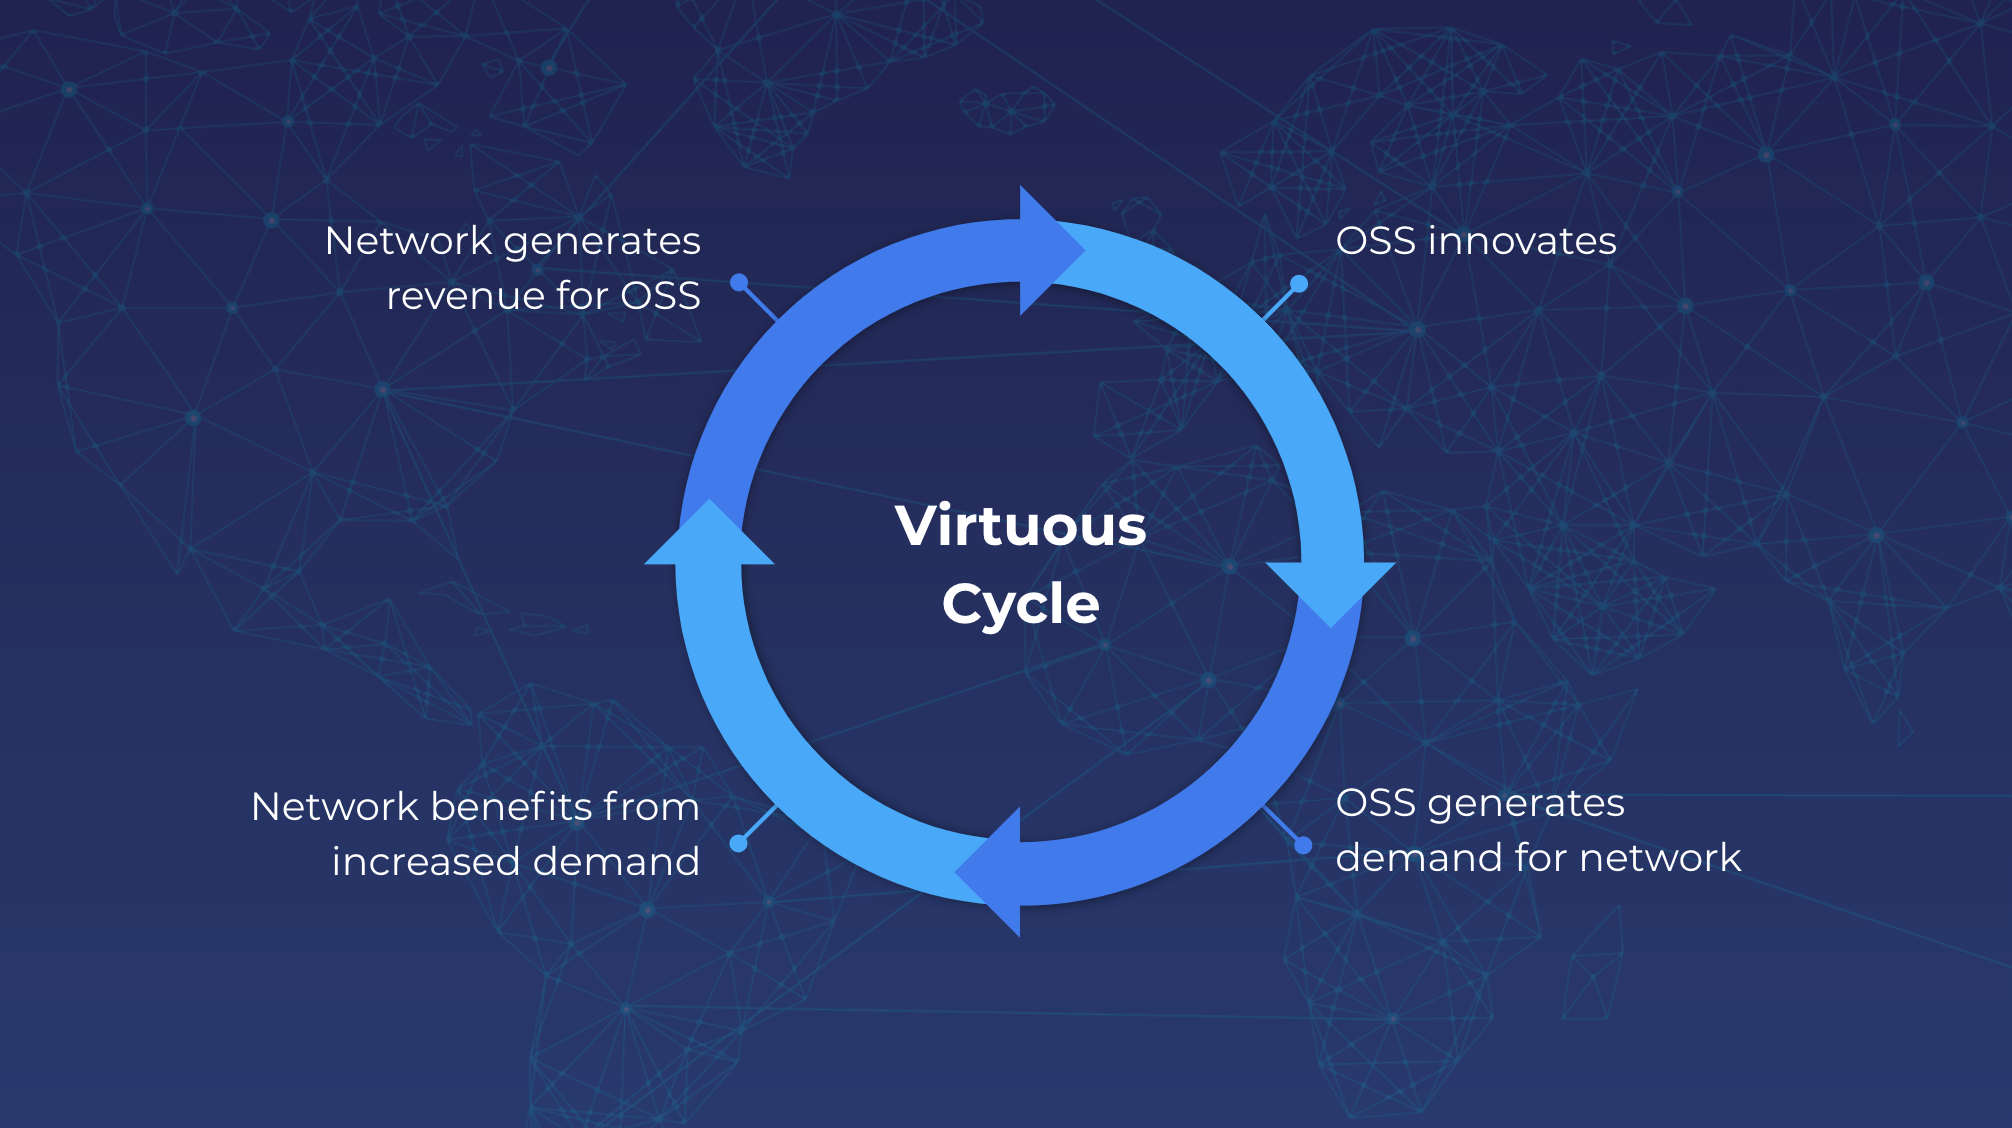 Network generates
revenue for OSS
OSS innovates
Virtuous
Cycle
Network benefits from
increased demand
OSS generates
demand for network